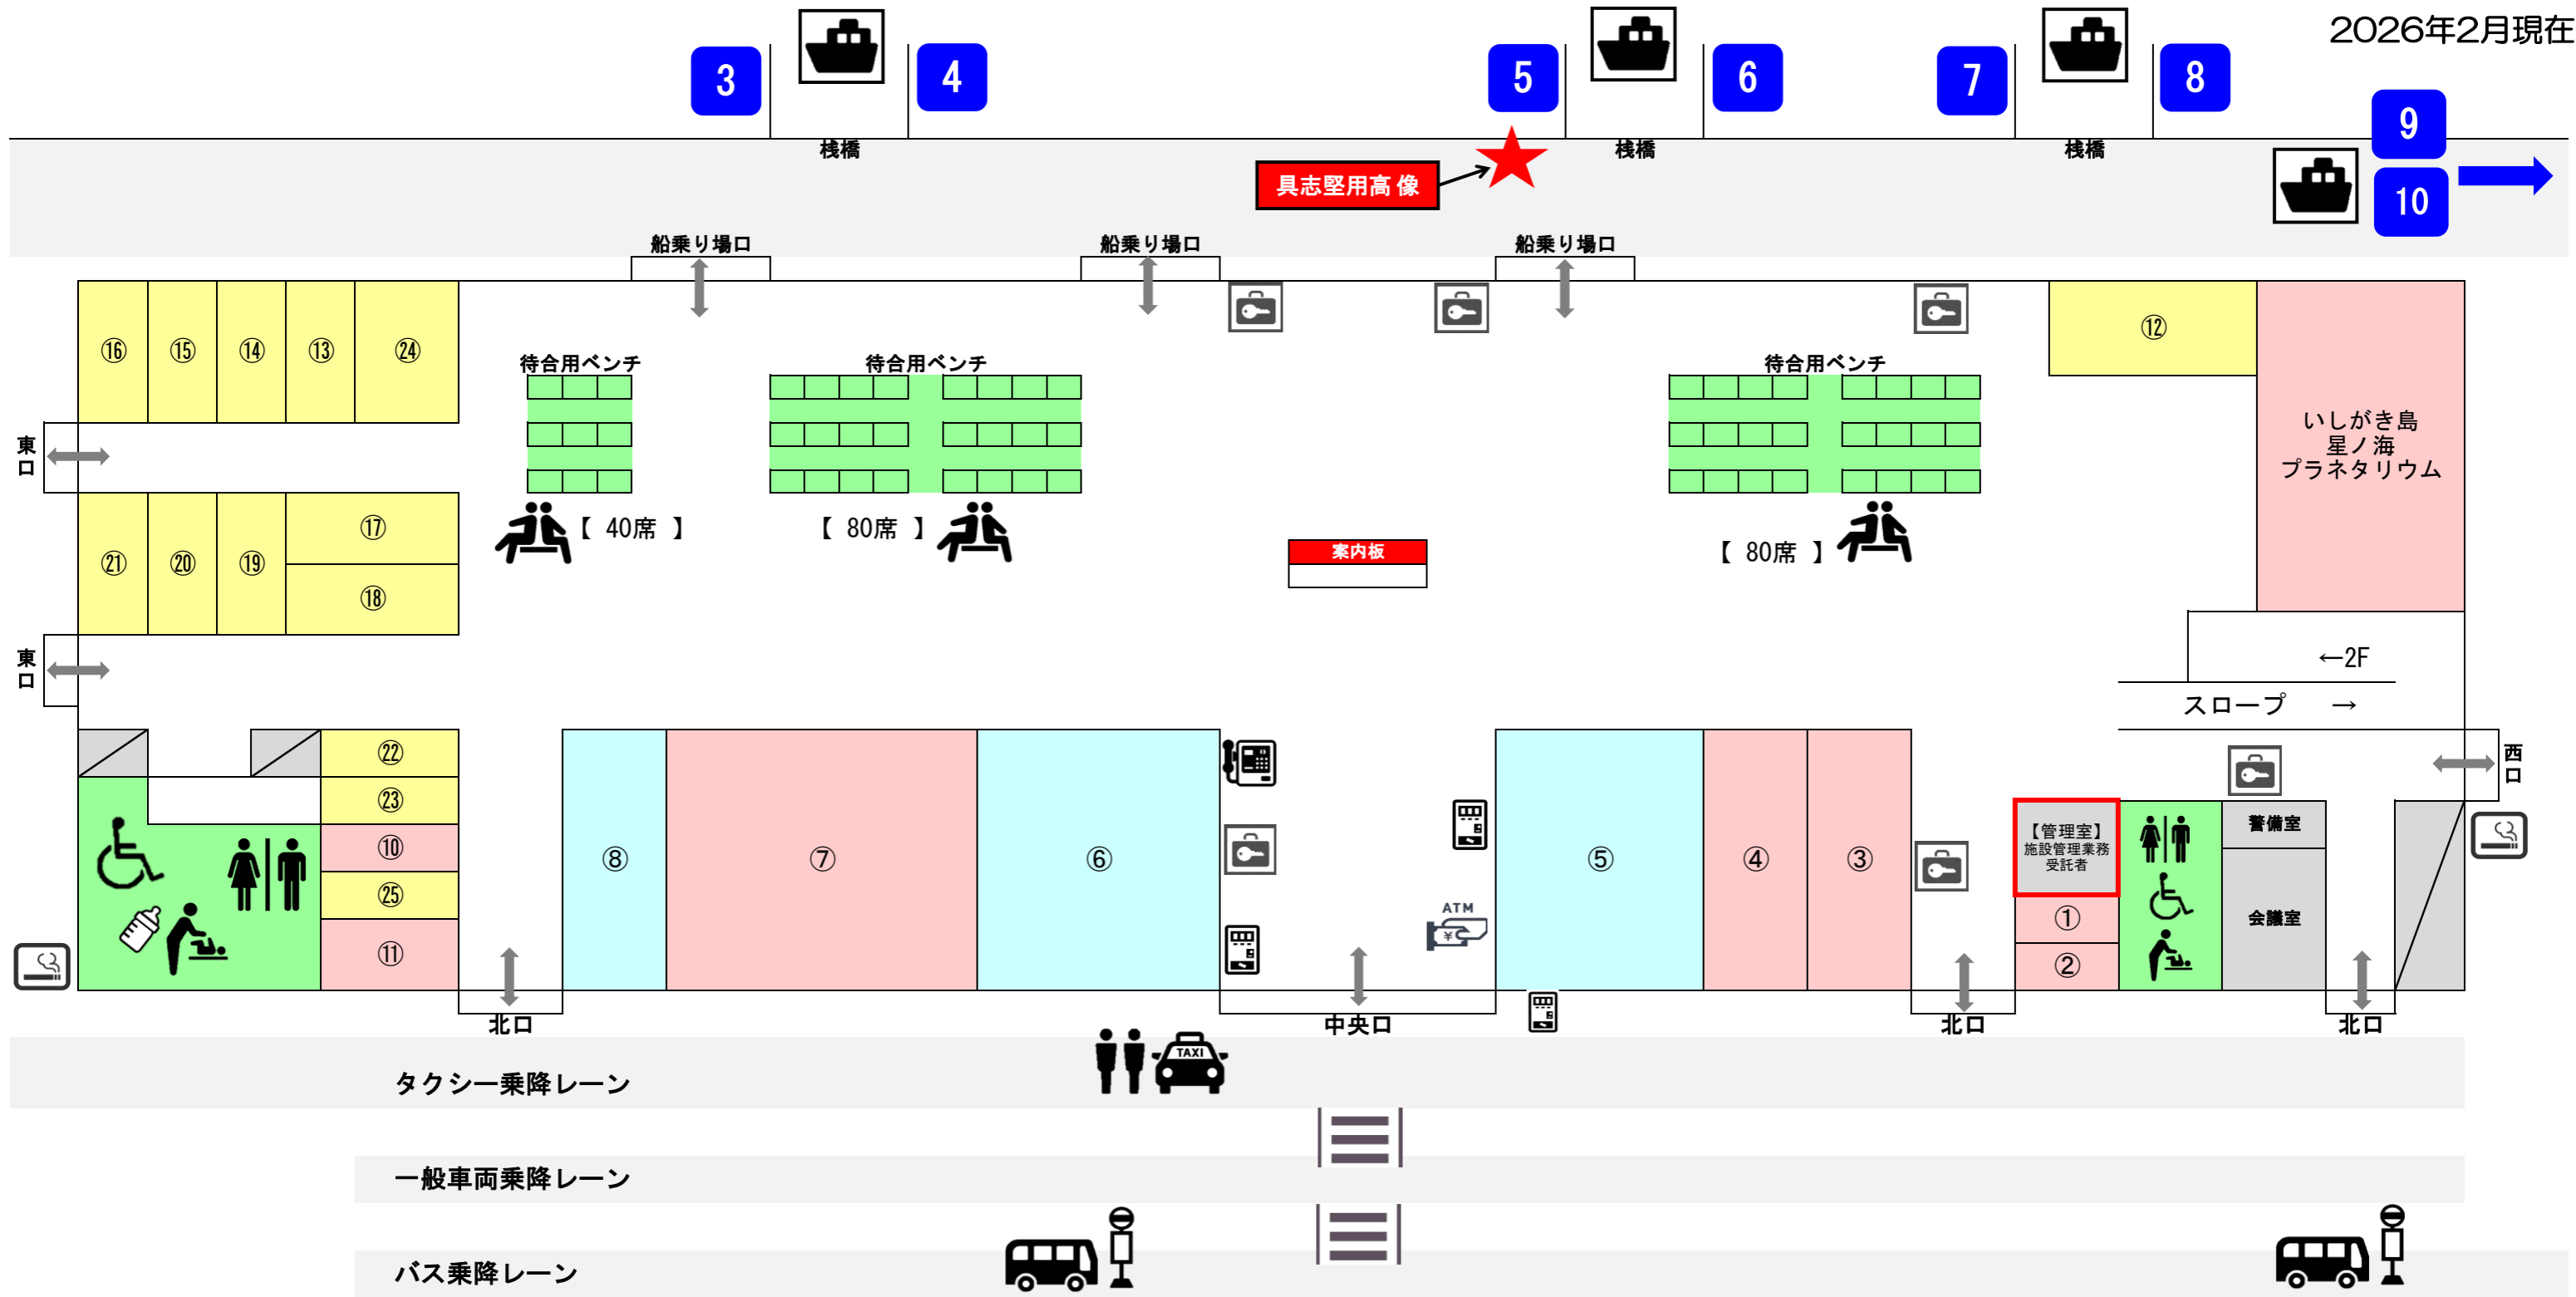 2026年2月現在
3
4
5
6
7
8
9
10
桟橋
桟橋
桟橋
具志堅用高像
船乗り場口
船乗り場口
船乗り場口
⑯
⑮
⑭
⑬
㉔
待合用ベンチ
待合用ベンチ
待合用ベンチ
⑫
いしがき島
星ノ海
プラネタリウム
東口
【 40席 】
【 80席 】
【 80席 】
案内板
㉑
⑳
⑲
⑰
⑱
東口
←2F
スロープ →
西口
㉒
㉓
⑩
㉕
⑪
⑧
⑦
⑥
ATM
¥
⑤
④
③
【管理室】
施設管理業務
受託者
①
②
警備室
会議室
北口
中央口
北口
北口
TAXI
タクシー乗降レーン
一般車両乗降レーン
バス乗降レーン